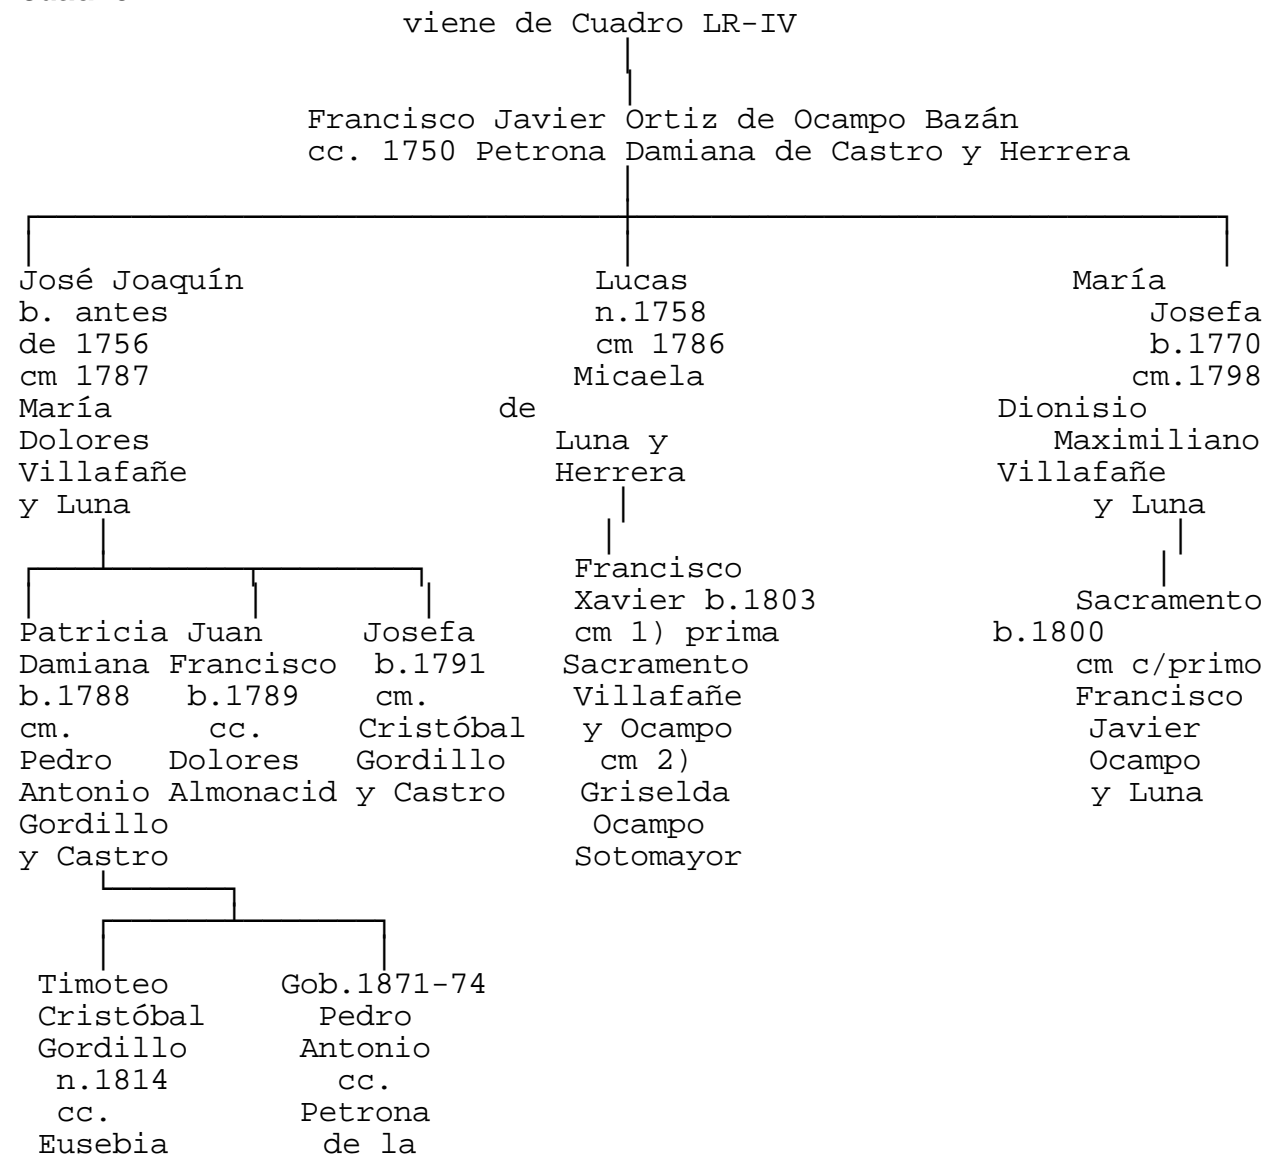 viene de Cuadro LR-IV
Francisco Javier Ortiz de Ocampo Bazán
cc. 1750 Petrona Damiana de Castro y Herrera
José Joaquín
b. antes
de 1756
cm 1787
María
Dolores
Villafañe
y Luna
Lucas
n.1758
cm 1786
Micaela
de
Luna y
Herrera
María
Josefa
b.1770
cm.1798
Dionisio
Maximiliano
Villafañe
y Luna
Patricia
Damiana
b.1788
cm.
Pedro
Antonio
Gordillo
y Castro
Juan
Francisco
b.1789
cc.
Dolores
Almonacid
Josefa
b.1791
cm.
Cristóbal
Gordillo
y Castro
Francisco
Xavier b.1803
cm 1) prima
Sacramento
Villafañe
y Ocampo
cm 2)
Griselda
Ocampo
Sotomayor
Sacramento
b.1800
cm c/primo
Francisco
Javier
Ocampo
y Luna
Timoteo
Cristóbal
Gordillo
n.1814
cc.
Eusebia
Gob.1871-74
Pedro
Antonio
cc.
Petrona
de la